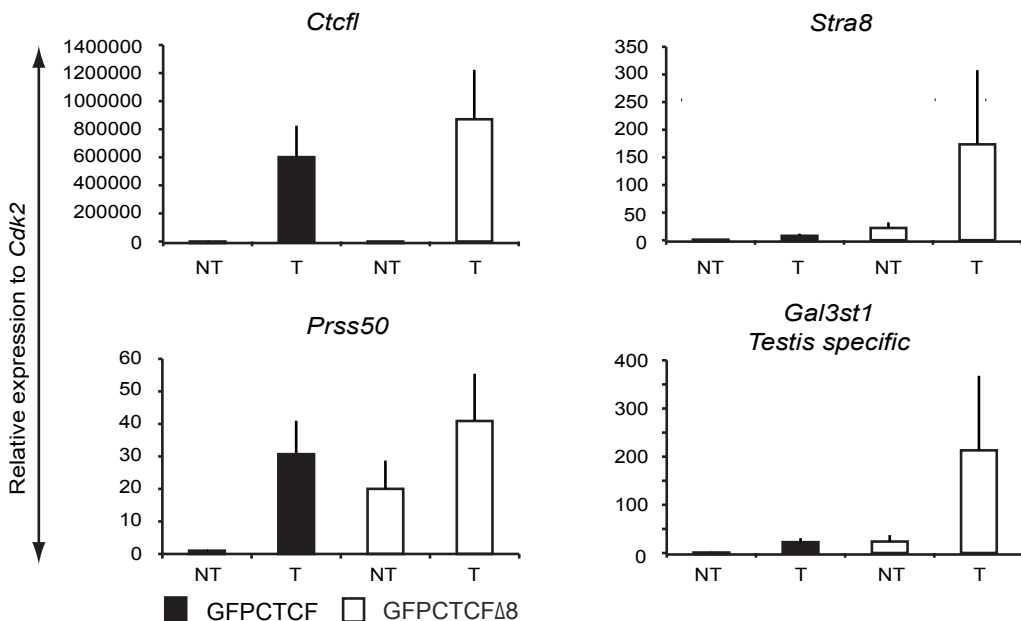 Ctcfl
1400000
1200000
1000000
800000
600000
400000
200000
0
NT T NT T
Stra8
350
300
250
200
150
100
50
0
NT T NT T
Relative expression to Cdk2
Prss50
60
50
40
30
20
10
0
NT T NT T
Gal3st1
Testis specific
400
300
200
100
0
NT T NT T
GFPCTCF GFPCTCFΔ8